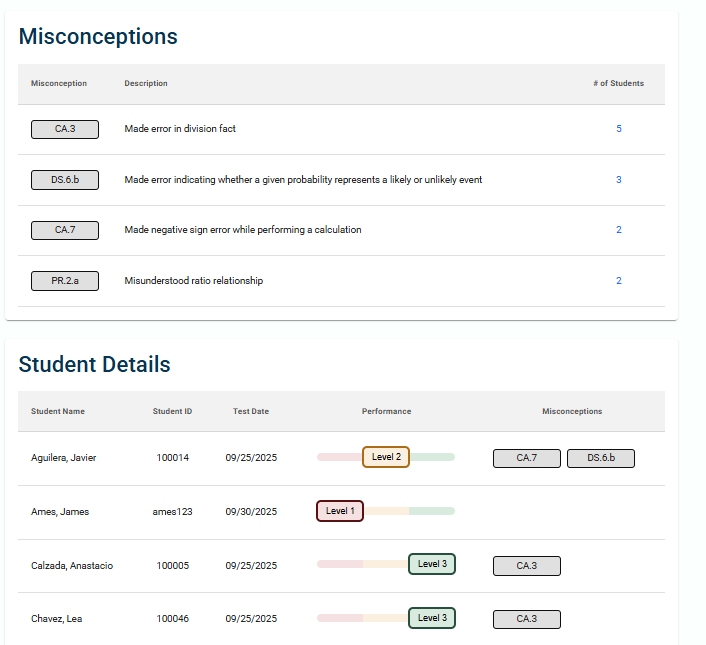 Misconceptions
Misconception Description # of Students
CA.3 Made error in division fact 5
DS.6.b Made error indicating whether a given probability represents a likely or unlikely event 3
CA.7 Made negative sign error while performing a calculation 2
PR.2.a Misunderstood ratio relationship 2
Student Details
Student Name Student ID Test Date Performance Misconceptions
Aguilera, Javier 100014 09/25/2025 Level 2 CA.7 DS.6.b
Ames, James ames123 09/30/2025 Level 1
Calzada, Anastacio 100005 09/25/2025 Level 3 CA.3
Chavez, Lea 100046 09/25/2025 Level 3 CA.3